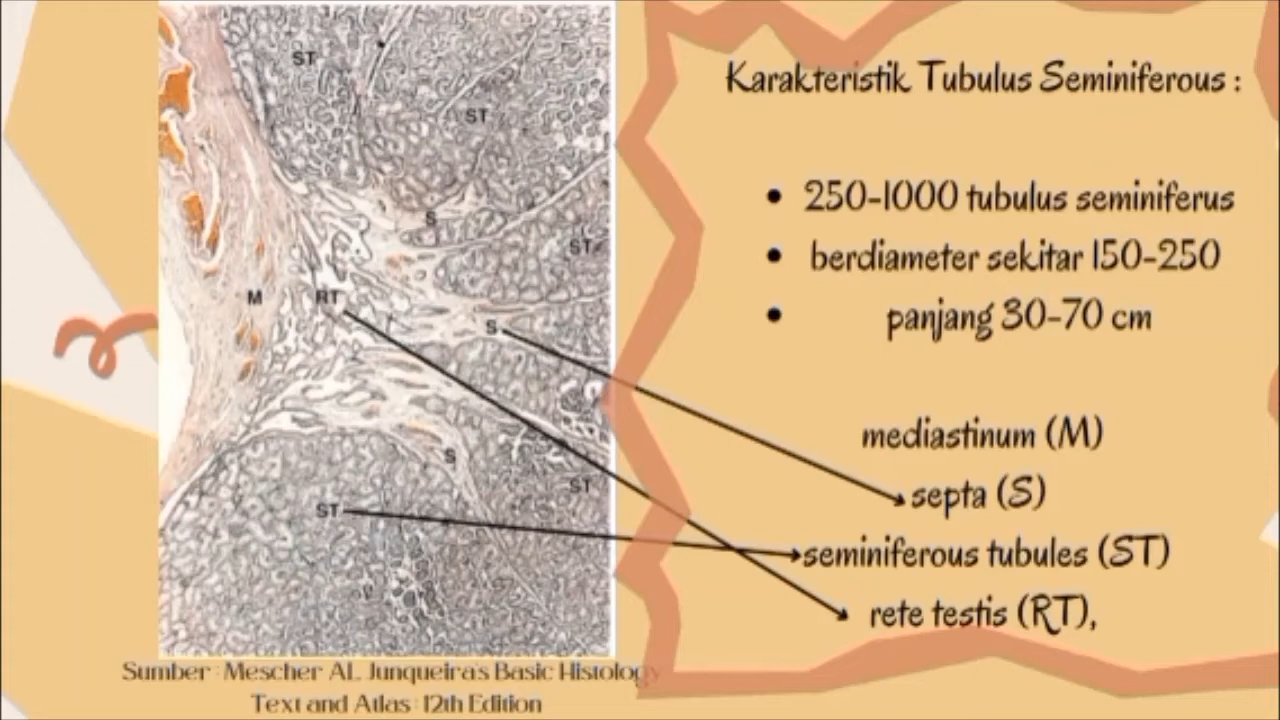 ST
ST
S
ST
M
RT
S
S
ST
ST
Sumber : Mescher AL. Junqueira's Basic Histology
Text and Atlas : 12th Edition
Karakteristik Tubulus Seminiferous :
• 250-1000 tubulus seminiferus
• berdiameter sekitar 150-250
• panjang 30-70 cm
mediastinum (M)
septa (S)
seminiferous tubules (ST)
rete testis (RT),